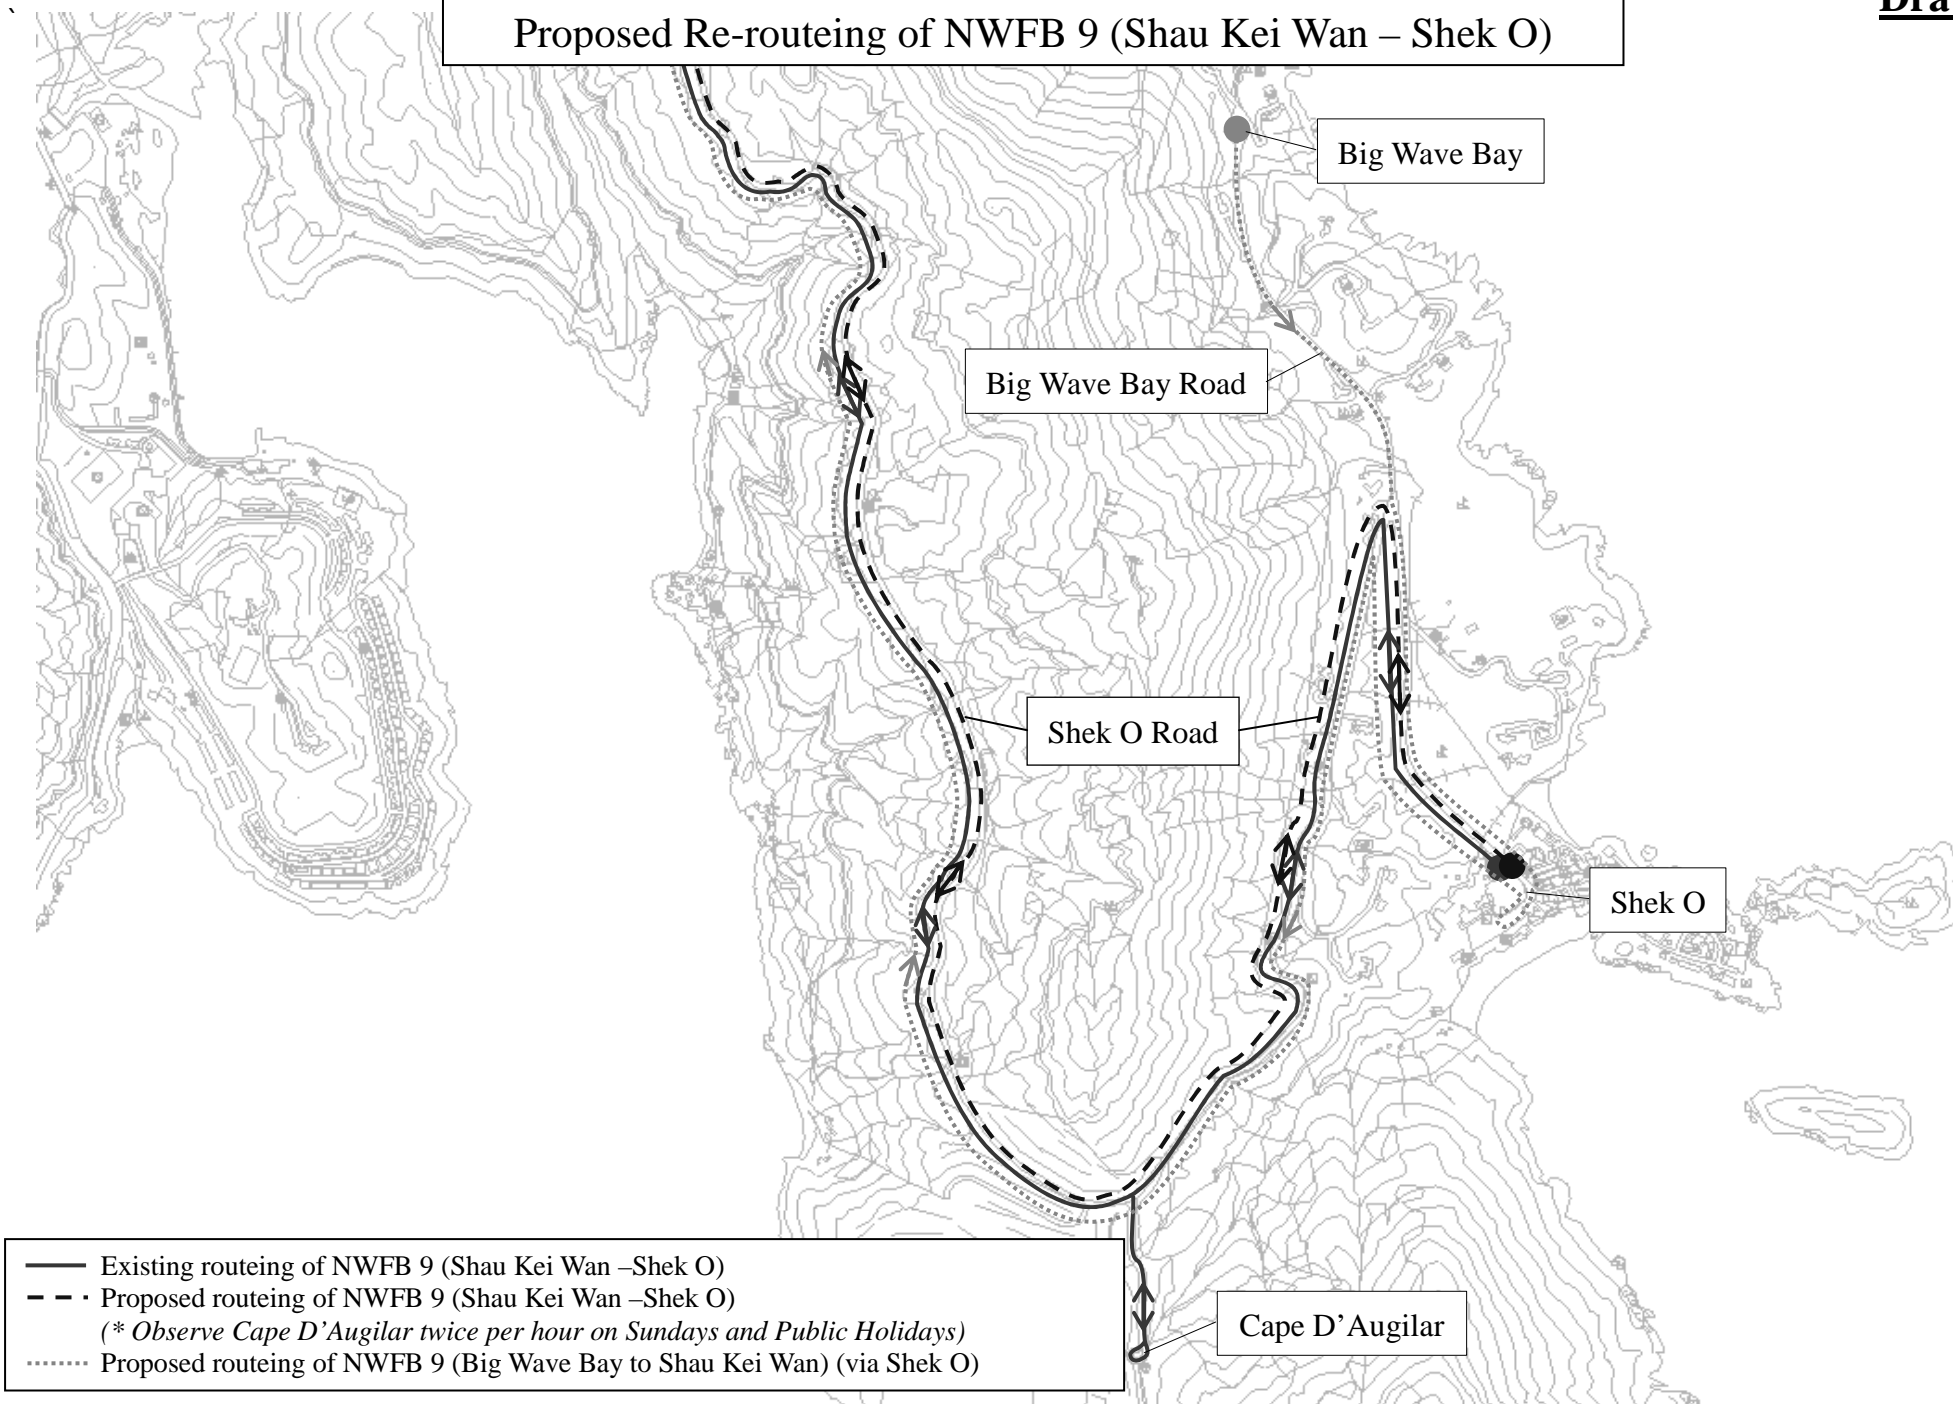 Proposed Re-routeing of NWFB 9 (Shau Kei Wan – Shek O)
Big Wave Bay
Big Wave Bay Road
Shek O Road
Shek O
Existing routeing of NWFB 9 (Shau Kei Wan –Shek O)
Proposed routeing of NWFB 9 (Shau Kei Wan –Shek O)
(* Observe Cape D’Augilar twice per hour on Sundays and Public Holidays)
Proposed routeing of NWFB 9 (Big Wave Bay to Shau Kei Wan) (via Shek O)
Cape D’Augilar